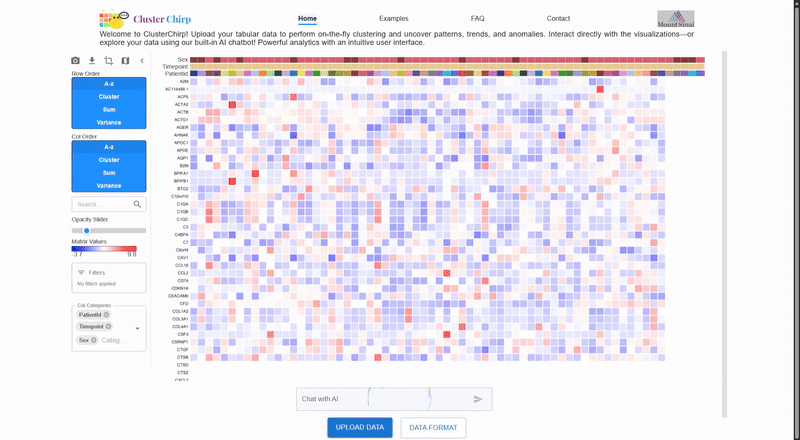 Cluster Chirp
Home
Examples
FAQ
Contact
Mount Sinai
Welcome to ClusterChirp! Upload your tabular data to perform on-the-fly clustering and uncover patterns, trends, and anomalies. Interact directly with the visualizations—or
explore your data using our built-in AI chatbot! Powerful analytics with an intuitive user interface.
Row Order
A-z
Cluster
Sum
Variance
Col Order
A-z
Cluster
Sum
Variance
Search...
Opacity Slider
Matrix Values
-3.7
9.8
Filters
No filters applied
Col Categories
PatientId
Timepoint
Sex
Categ...
Sex
Timepoint
PatientId
A2M
AC114498.1
ACP5
ACTA2
ACTB
ACTG1
AGER
AHNAK
APOC1
APOE
AQP1
B2M
BPIFA1
BPIFB1
BTG2
C10orf10
C1QA
C1QB
C1QC
C3
C4BPA
C7
C8orf4
CAV1
CCL18
CCL2
CD74
CDKN1A
CEACAM6
CFD
COL1A2
COL3A1
COL4A1
CSF3
CSRNP1
CTGF
CTSB
CTSD
CTSZ
Chat with AI
UPLOAD DATA
DATA FORMAT